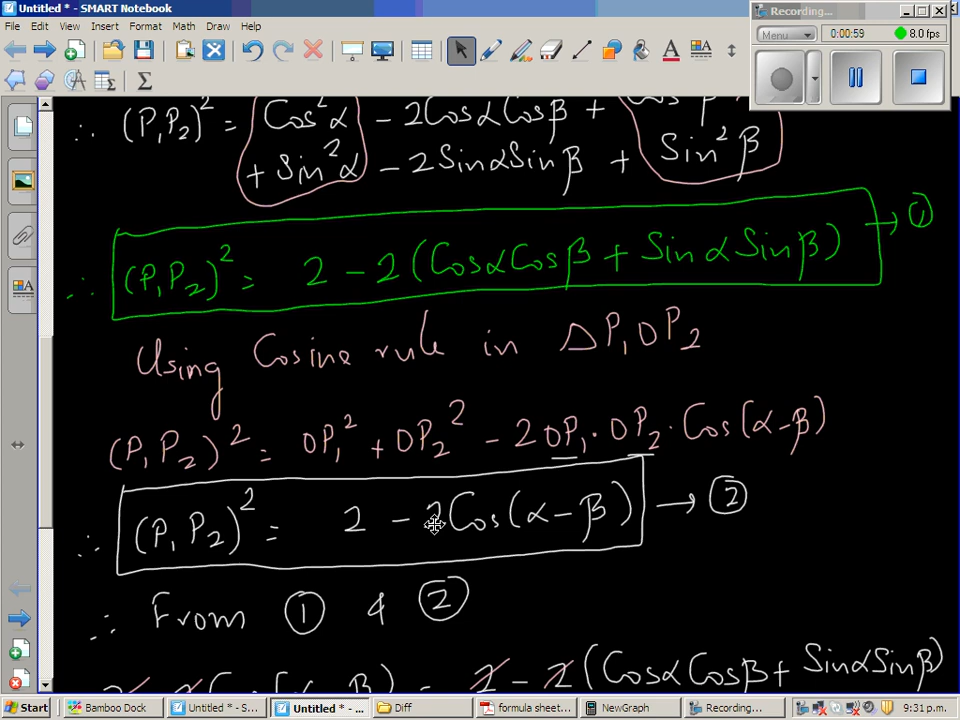 Untitled * - SMART Notebook
File Edit View Insert Format Math Draw Help
Recording...
Menu
0:00:59
8.0 fps
∴ (P₁P₂)² = Cos²α - 2CosαCosβ +
+ Sin²α - 2SinαSinβ + Sin²β
∴ (P₁P₂)² = 2 - 2(CosαCosβ + SinαSinβ) → ①
Using Cosine rule in ΔP₁OP₂
(P₁P₂)² = OP₁² + OP₂² - 2OP₁·OP₂·Cos(α-β)
∴ (P₁P₂)² = 2 - 2Cos(α-β) → ②
∴ From ① & ②
2 - 2 (CosαCosβ + SinαSinβ)
Start Bamboo Dock Untitled * - S... Untitled * - ... Diff formula sheet... NewGraph Recording... 9:31 p.m.